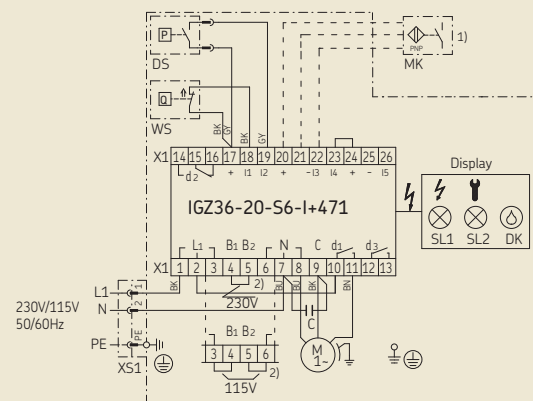 P
DS
Q
WS
BK
GY
BK
GY
PNP
1)
MK
X1 14 15 16 17 18 19 20 21 22 23 24 25 26
d2 + I1 I2 + - I3 I4 + - I5
IGZ36-20-S6-I+471
Display
SL1 SL2 DK
L1 B1 B2 N C d1 d3
X1 1 2 3 4 5 6 7 8 9 10 11 12 13
2)
230V
BK
BU
BU
BK
BN
C
L1
N
PE
1
2
PE
XS1
230V/115V
50/60Hz
B1 B2
3 4 5 6
2)
115V
M
1~